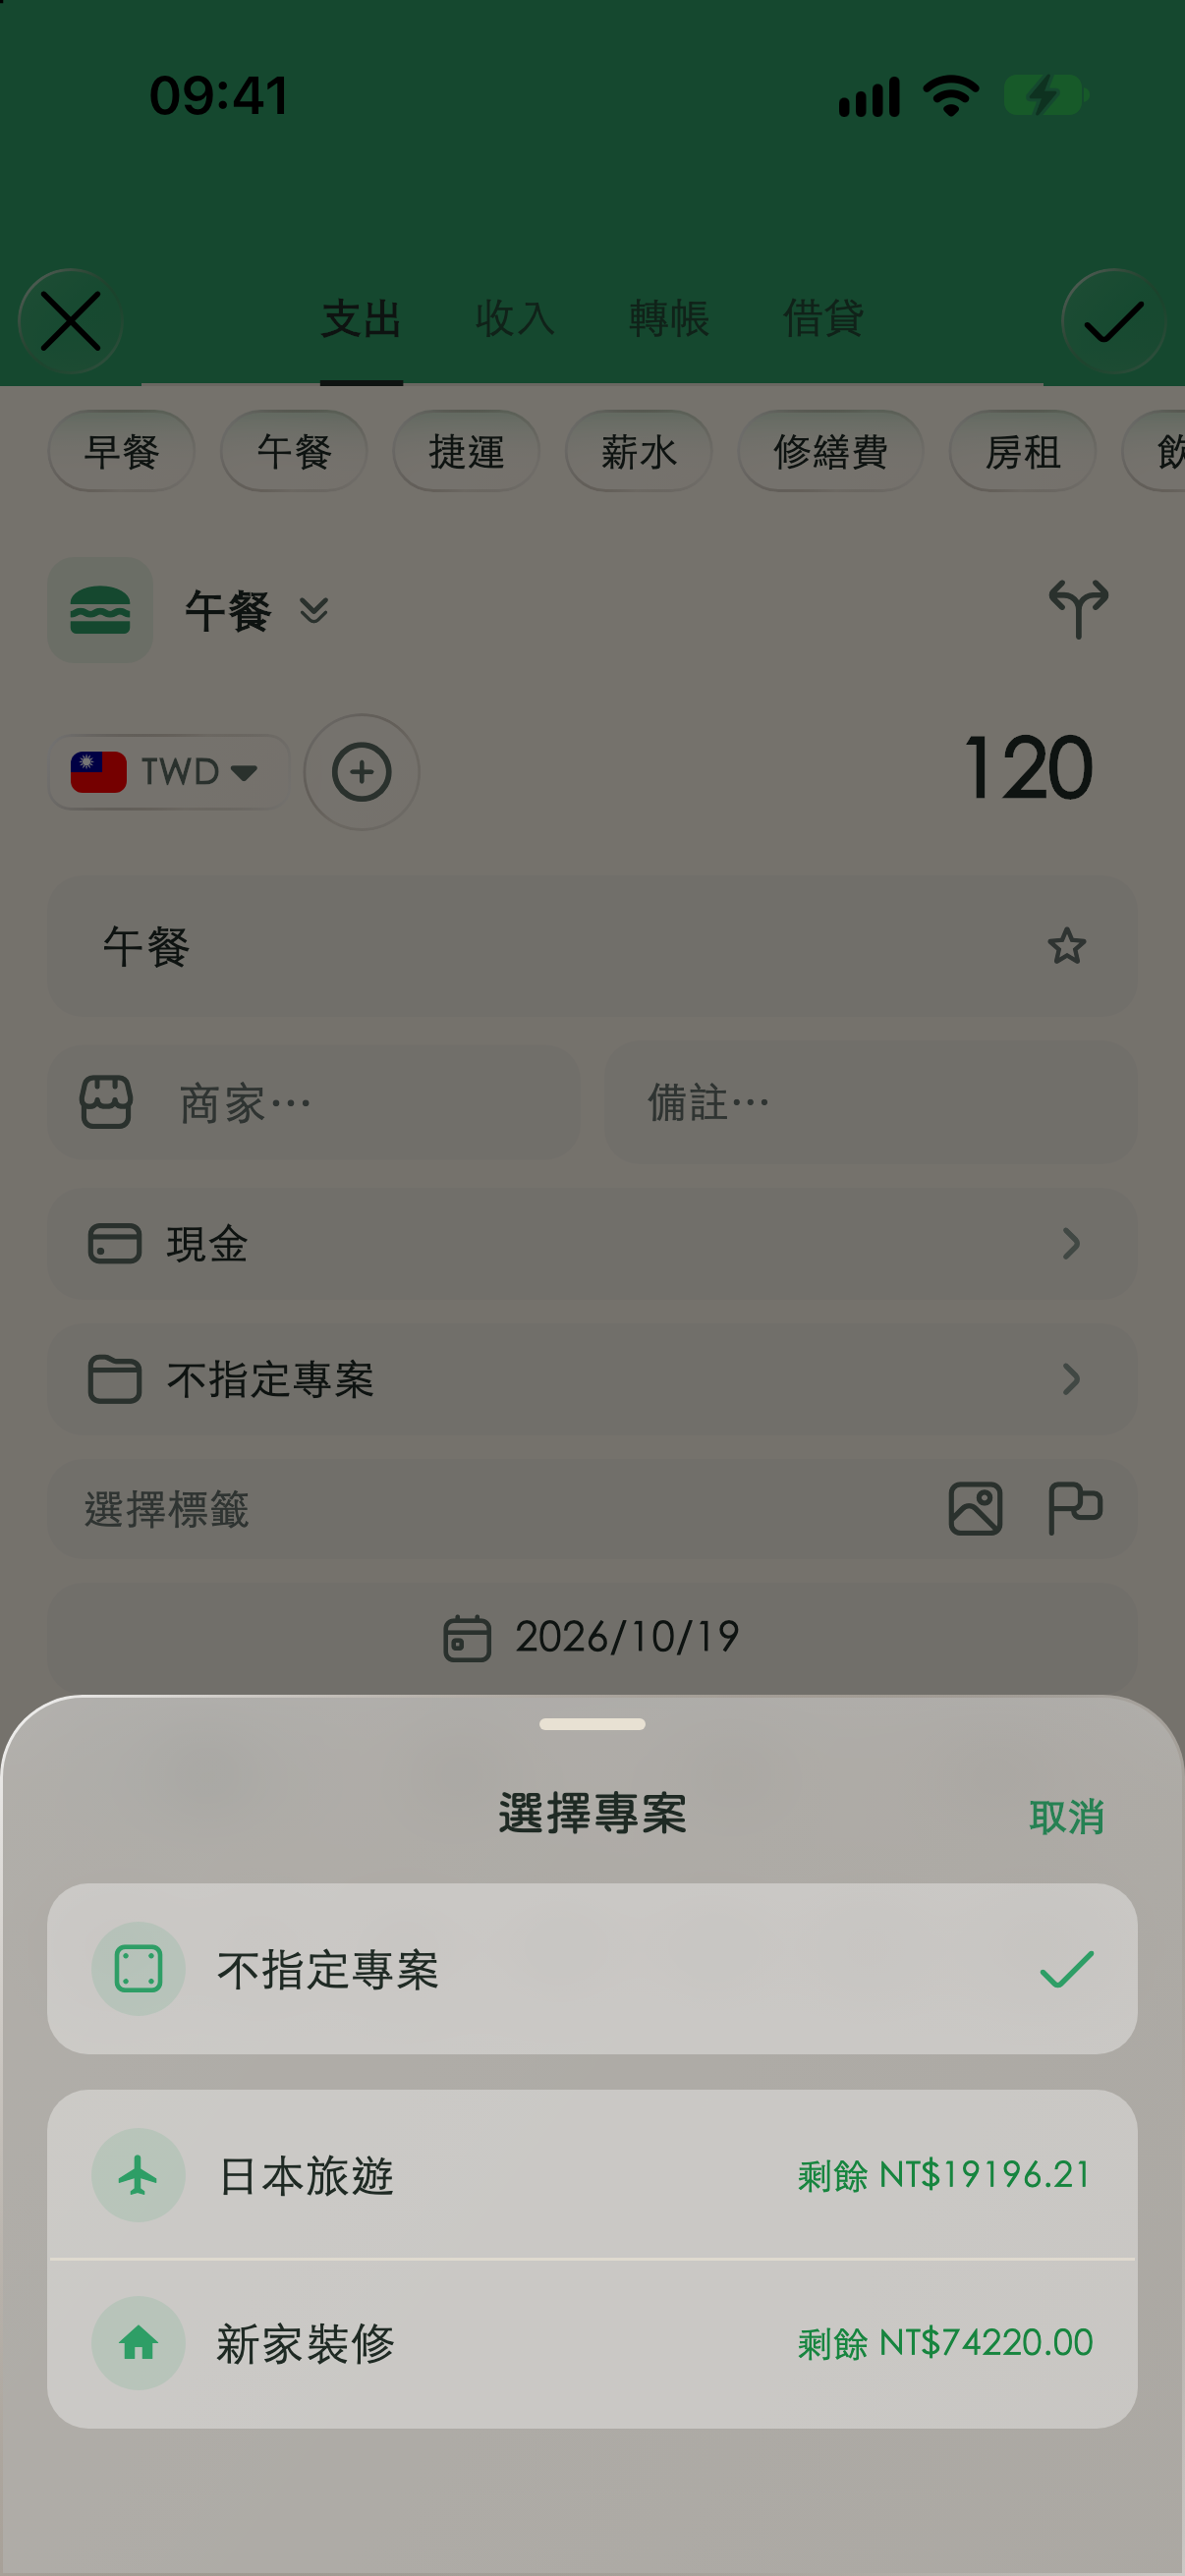 09:41
支出 收入 轉帳 借貸
早餐 午餐 捷運 薪水 修繕費 房租 飲
午餐
TWD 120
午餐
商家… 備註…
現金
不指定專案
選擇標籤
2026/10/19
選擇專案 取消
不指定專案
日本旅遊 剩餘 NT$19196.21
新家裝修 剩餘 NT$74220.00